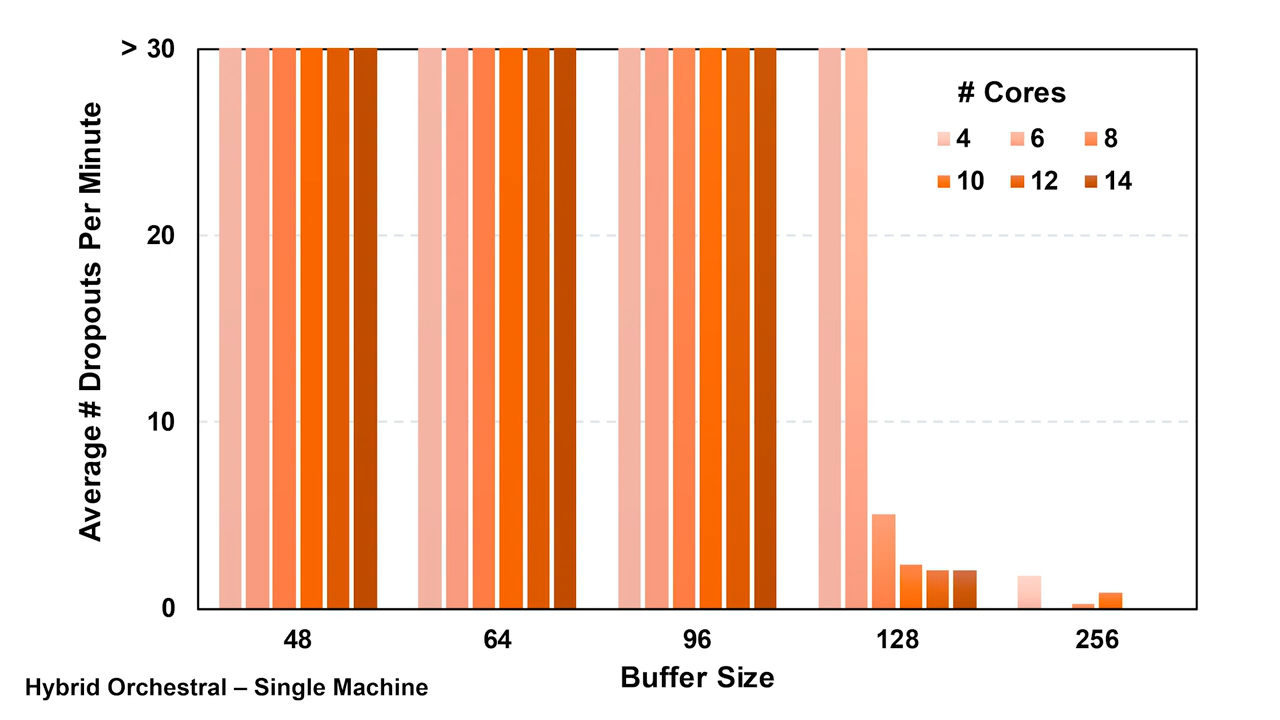 > 30
20
10
0
Average # Dropouts Per Minute
# Cores
4 6 8
10 12 14
48 64 96 128 256
Buffer Size
Hybrid Orchestral – Single Machine